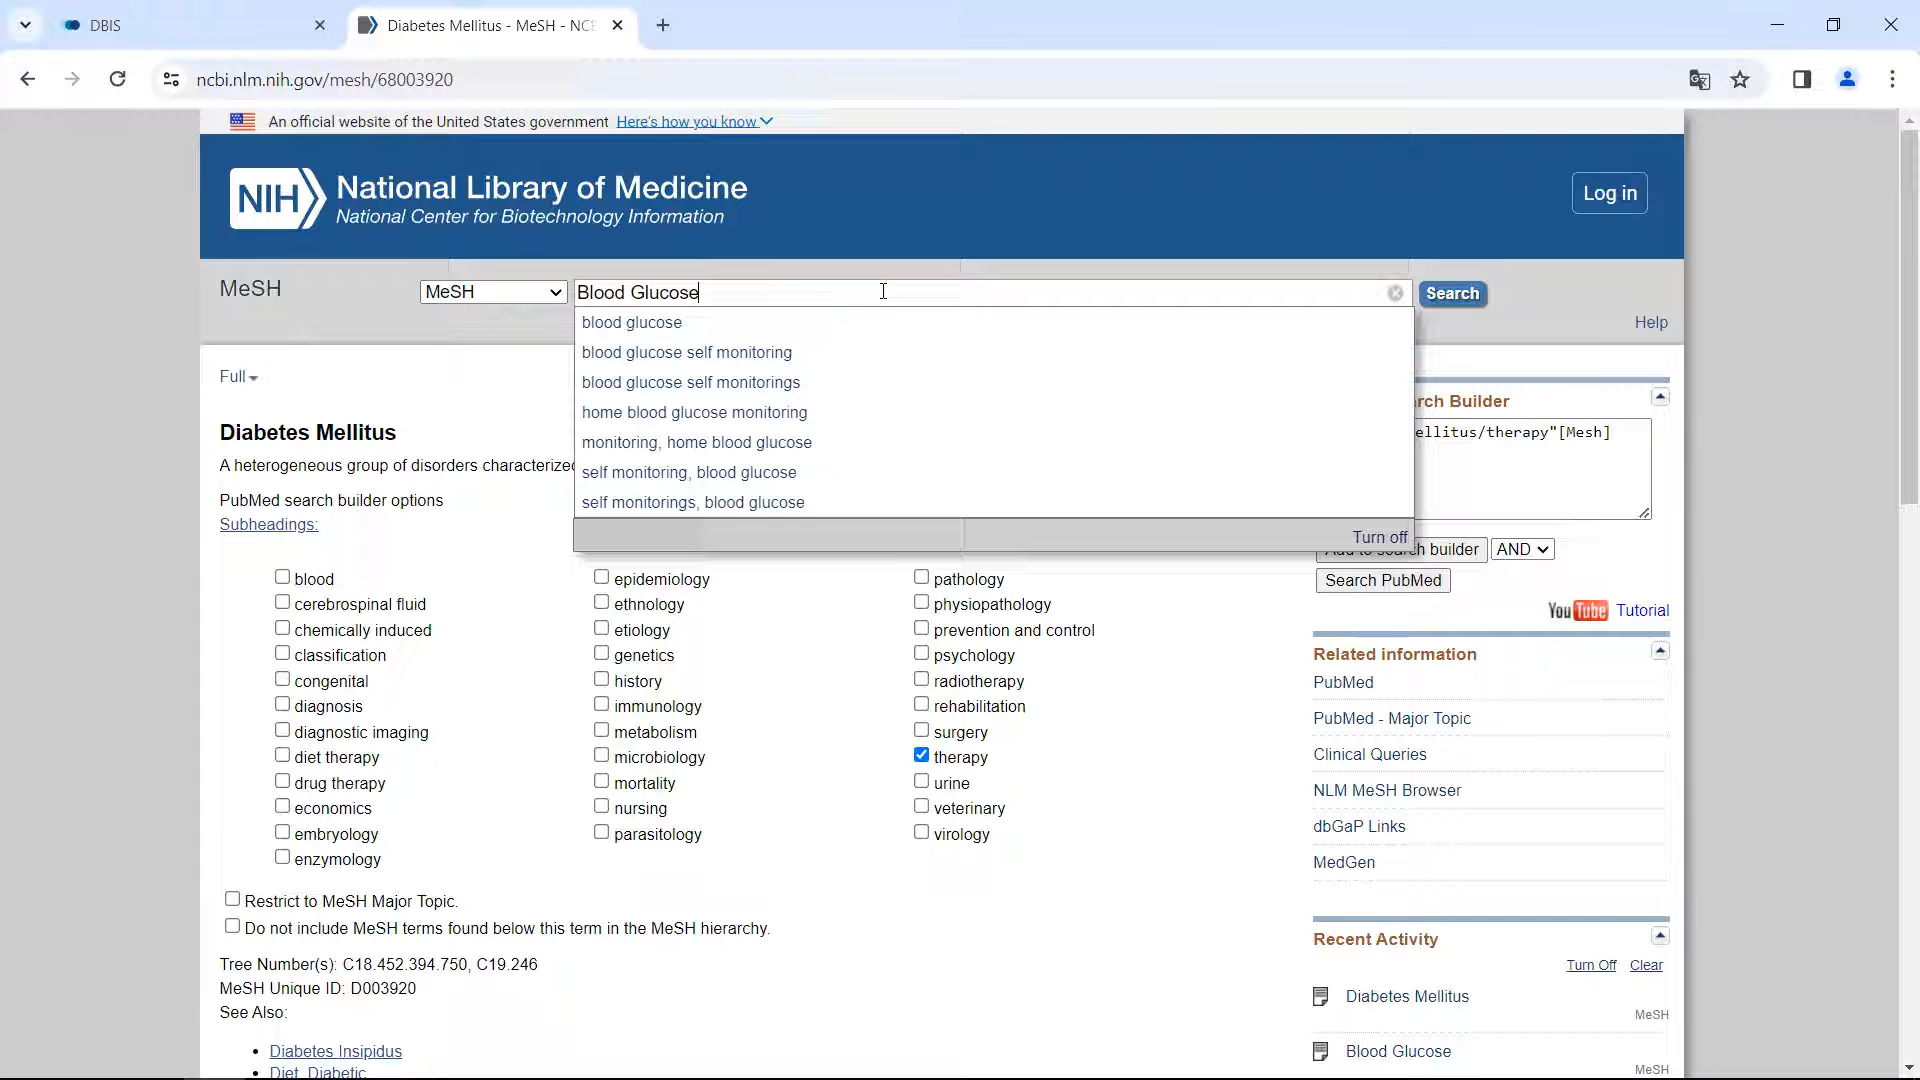 DBIS
Diabetes Mellitus - MeSH - NCB
ncbi.nlm.nih.gov/mesh/68003920
An official website of the United States government Here's how you know
NIH National Library of Medicine
National Center for Biotechnology Information
Log in
MeSH MeSH Blood Glucose Search
Help
blood glucose
blood glucose self monitoring
blood glucose self monitorings
home blood glucose monitoring
monitoring, home blood glucose
self monitoring, blood glucose
self monitorings, blood glucose
Turn off
Full
Diabetes Mellitus
A heterogeneous group of disorders characterized
PubMed search builder options
Subheadings:
blood
cerebrospinal fluid
chemically induced
classification
congenital
diagnosis
diagnostic imaging
diet therapy
drug therapy
economics
embryology
enzymology
epidemiology
ethnology
etiology
genetics
history
immunology
metabolism
microbiology
mortality
nursing
parasitology
pathology
physiopathology
prevention and control
psychology
radiotherapy
rehabilitation
surgery
therapy
urine
veterinary
virology
Restrict to MeSH Major Topic.
Do not include MeSH terms found below this term in the MeSH hierarchy.
Tree Number(s): C18.452.394.750, C19.246
MeSH Unique ID: D003920
See Also:
Diabetes Insipidus
Diet, Diabetic
rch Builder
ellitus/therapy"[Mesh]
Add to search builder AND
Search PubMed
YouTube Tutorial
Related information
PubMed
PubMed - Major Topic
Clinical Queries
NLM MeSH Browser
dbGaP Links
MedGen
Recent Activity
Turn Off Clear
Diabetes Mellitus
MeSH
Blood Glucose
MeSH